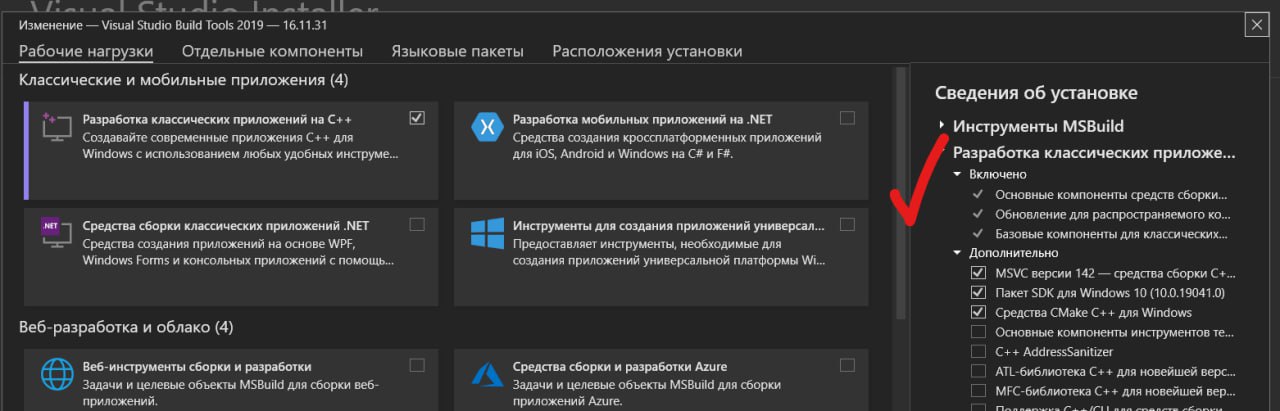 Visual Studio Installer
Изменение — Visual Studio Build Tools 2019 — 16.11.31
Рабочие нагрузки Отдельные компоненты Языковые пакеты Расположения установки
Классические и мобильные приложения (4)
Разработка классических приложений на C++
Создавайте современные приложения C++ для
Windows с использованием любых удобных инструме...
Разработка мобильных приложений на .NET
Средства создания кроссплатформенных приложений
для iOS, Android и Windows на C# и F#.
.NET
Средства сборки классических приложений .NET
Средства создания приложений на основе WPF,
Windows Forms и консольных приложений с помощь...
Инструменты для создания приложений универсал...
Предоставляет инструменты, необходимые для
создания приложений универсальной платформы Wi...
Веб-разработка и облако (4)
Веб-инструменты сборки и разработки
Задачи и целевые объекты MSBuild для сборки веб-
приложений.
Средства сборки и разработки Azure
Задачи и целевые объекты MSBuild для сборки
приложений Azure.
Сведения об установке
Инструменты MSBuild
Разработка классических приложе...
Включено
Основные компоненты средств сборки...
Обновление для распространяемого ко...
Базовые компоненты для классических...
Дополнительно
MSVC версии 142 — средства сборки C+...
Пакет SDK для Windows 10 (10.0.19041.0)
Средства CMake C++ для Windows
Основные компоненты инструментов те...
C++ AddressSanitizer
ATL-библиотека C++ для новейшей верс...
MFC-библиотека C++ для новейшей вер...
Поддержка C++/CLI для средств сборки